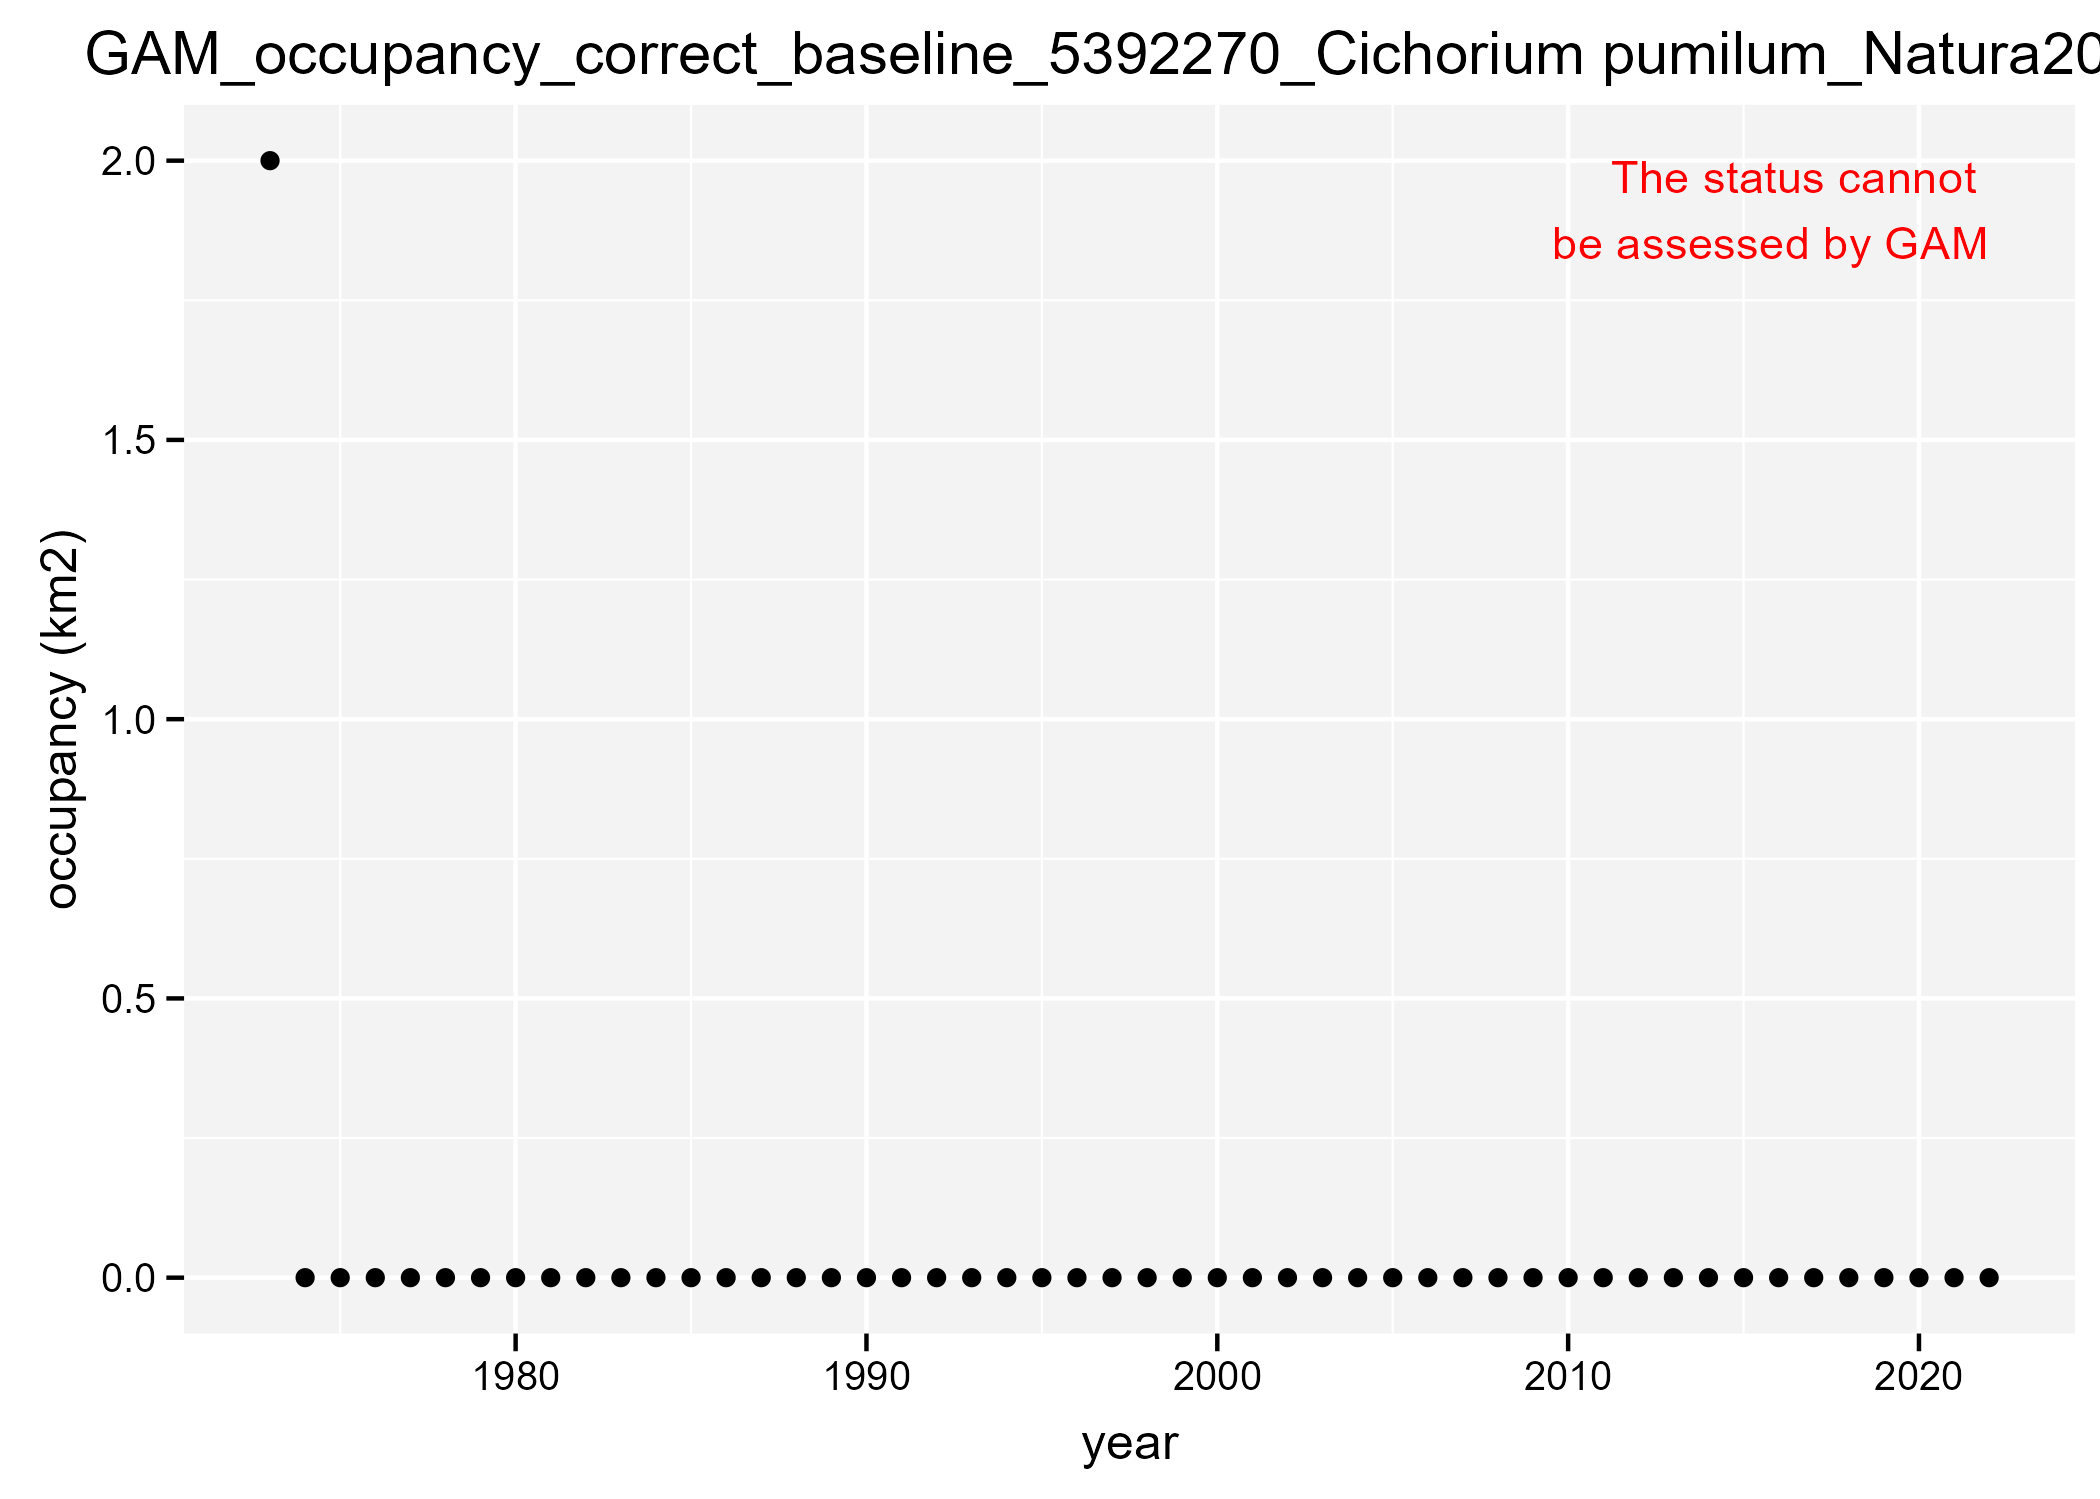 GAM_occupancy_correct_baseline_5392270_Cichorium pumilum_Natura20
2.0
The status cannot
be assessed by GAM
1.5
1.0
0.5
0.0
occupancy (km2)
1980 1990 2000 2010 2020
year